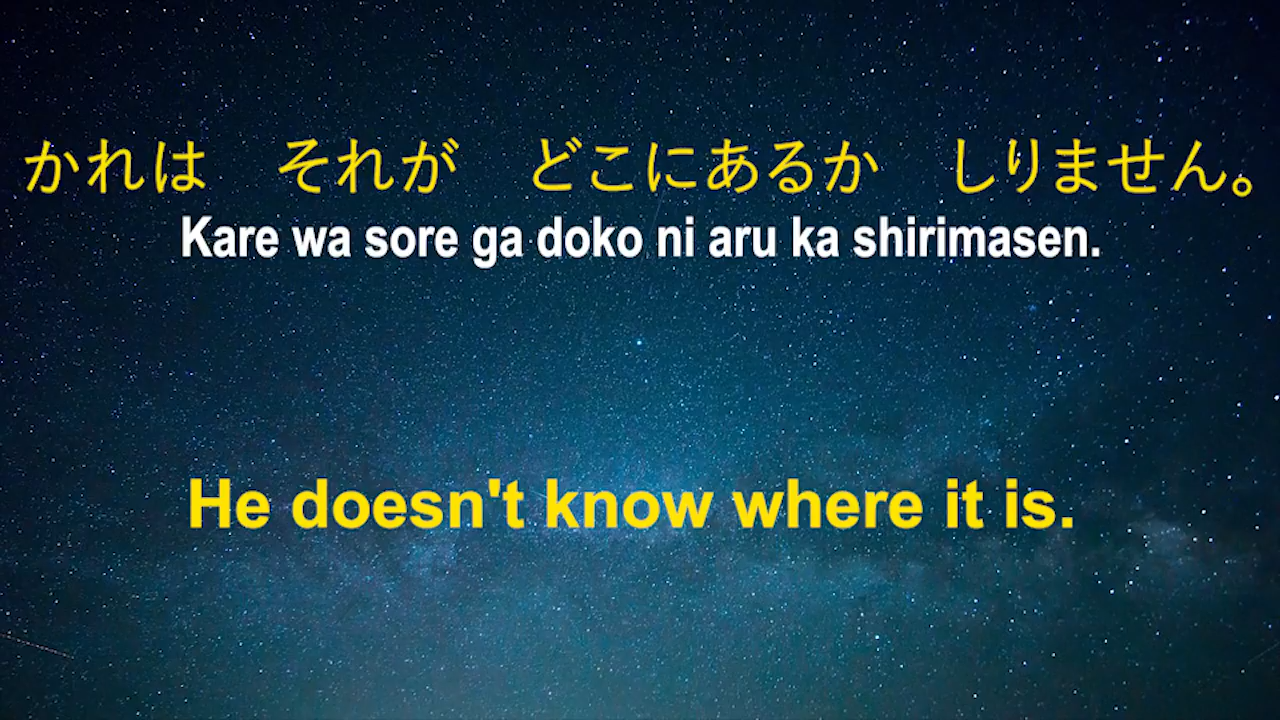 かれは　それが　どこにあるか　しりません。
Kare wa sore ga doko ni aru ka shirimasen.
He doesn't know where it is.